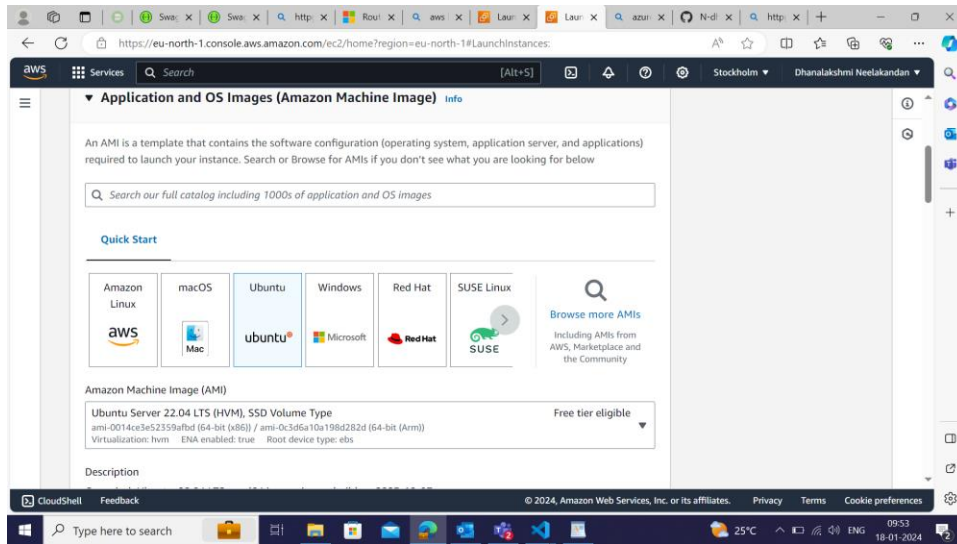 Swag
Swag
http
Rout
aws
Laun
Laun
azur
N-dh
http
https://eu-north-1.console.aws.amazon.com/ec2/home?region=eu-north-1#LaunchInstances:
aws
Services
Search
[Alt+S]
Stockholm
Dhanalakshmi Neelakandan
Application and OS Images (Amazon Machine Image) Info
An AMI is a template that contains the software configuration (operating system, application server, and applications)
required to launch your instance. Search or Browse for AMIs if you don't see what you are looking for below
Search our full catalog including 1000s of application and OS images
Quick Start
Amazon
Linux
aws
macOS
Mac
Ubuntu
ubuntu
Windows
Microsoft
Red Hat
Red Hat
SUSE Linux
SUSE
Browse more AMIs
Including AMIs from
AWS, Marketplace and
the Community
Amazon Machine Image (AMI)
Ubuntu Server 22.04 LTS (HVM), SSD Volume Type
Free tier eligible
ami-0014ce3e52359afbd (64-bit (x86)) / ami-0c3d6a10a198d282d (64-bit (Arm))
Virtualization: hvm ENA enabled: true Root device type: ebs
Description
CloudShell Feedback
© 2024, Amazon Web Services, Inc. or its affiliates. Privacy Terms Cookie preferences
Type here to search
25°C
ENG
09:53
18-01-2024
2